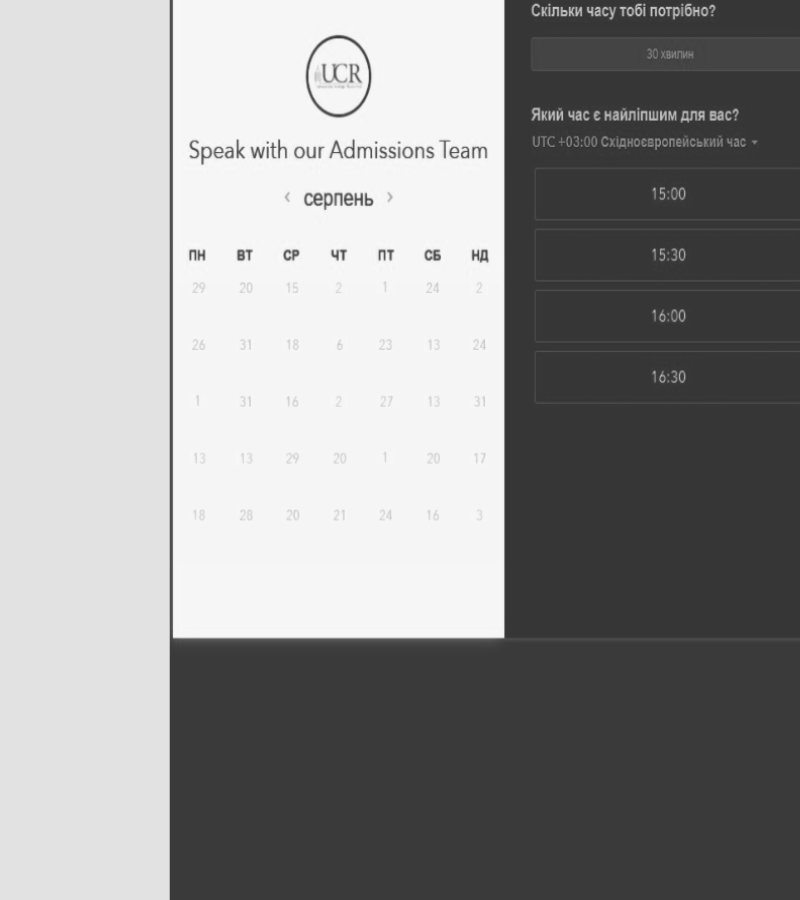 UCR
Speak with our Admissions Team
‹ серпень ›
ПН ВТ СР ЧТ ПТ СБ НД
29 20 15 2 1 24 2
26 31 18 6 23 13 24
1 31 16 2 27 13 31
13 13 29 20 1 20 17
18 28 20 21 24 16 3
Скільки часу тобі потрібно?
30 хвилин
Який час є найліпшим для вас?
UTC +03:00 Східноєвропейський час
15:00
15:30
16:00
16:30